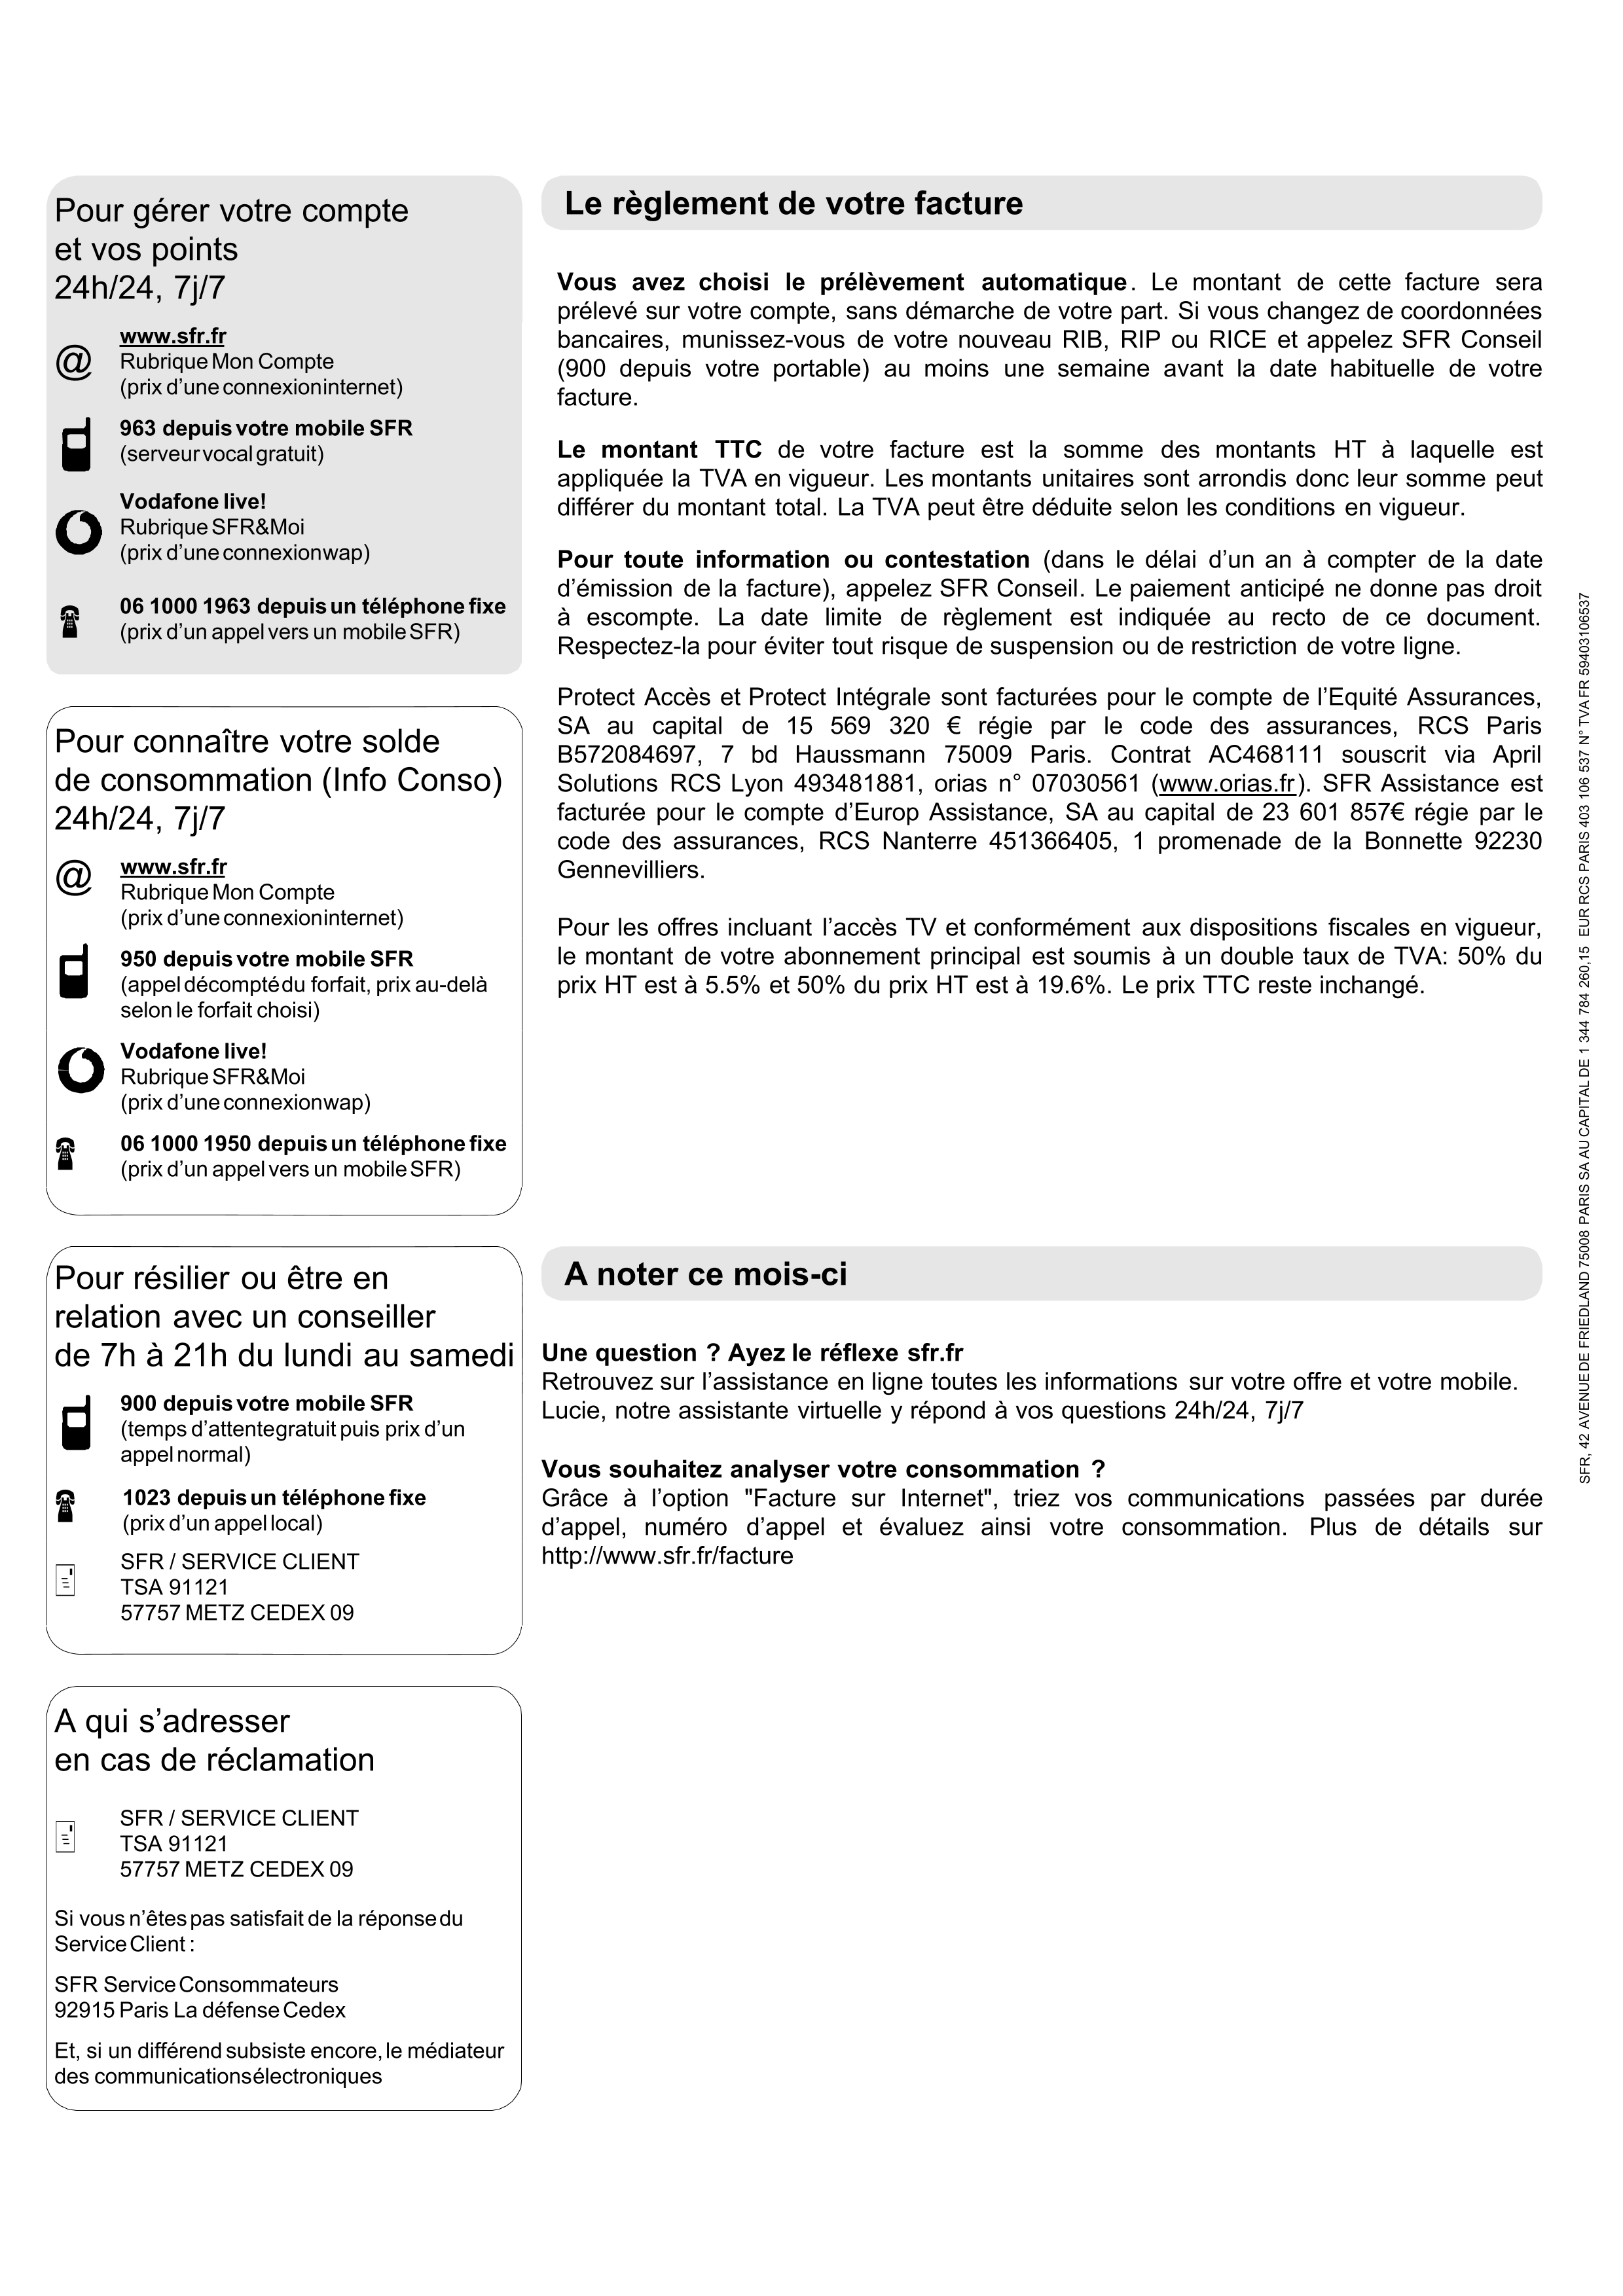 Pour gérer votre compte
et vos points
24h/24, 7j/7
@
www.sfr.fr
Rubrique Mon Compte
(prix d’une connexion internet)
963 depuis votre mobile SFR
(serveur vocal gratuit)
Vodafone live!
Rubrique SFR&Moi
(prix d’une connexion wap)
06 1000 1963 depuis un téléphone fixe
(prix d’un appel vers un mobile SFR)
Pour connaître votre solde
de consommation (Info Conso)
24h/24, 7j/7
@
www.sfr.fr
Rubrique Mon Compte
(prix d’une connexion internet)
950 depuis votre mobile SFR
(appel décompté du forfait, prix au-delà
selon le forfait choisi)
Vodafone live!
Rubrique SFR&Moi
(prix d’une connexion wap)
06 1000 1950 depuis un téléphone fixe
(prix d’un appel vers un mobile SFR)
Pour résilier ou être en
relation avec un conseiller
de 7h à 21h du lundi au samedi
900 depuis votre mobile SFR
(temps d’attente gratuit puis prix d’un
appel normal)
1023 depuis un téléphone fixe
(prix d’un appel local)
SFR / SERVICE CLIENT
TSA 91121
57757 METZ CEDEX 09
A qui s’adresser
en cas de réclamation
SFR / SERVICE CLIENT
TSA 91121
57757 METZ CEDEX 09
Si vous n’êtes pas satisfait de la réponse du
Service Client :
SFR Service Consommateurs
92915 Paris La défense Cedex
Et, si un différend subsiste encore, le médiateur
des communications électroniques
Le règlement de votre facture
Vous avez choisi le prélèvement automatique. Le montant de cette facture sera
prélevé sur votre compte, sans démarche de votre part. Si vous changez de coordonnées
bancaires, munissez-vous de votre nouveau RIB, RIP ou RICE et appelez SFR Conseil
(900 depuis votre portable) au moins une semaine avant la date habituelle de votre
facture.
Le montant TTC de votre facture est la somme des montants HT à laquelle est
appliquée la TVA en vigueur. Les montants unitaires sont arrondis donc leur somme peut
différer du montant total. La TVA peut être déduite selon les conditions en vigueur.
Pour toute information ou contestation (dans le délai d’un an à compter de la date
d’émission de la facture), appelez SFR Conseil. Le paiement anticipé ne donne pas droit
à escompte. La date limite de règlement est indiquée au recto de ce document.
Respectez-la pour éviter tout risque de suspension ou de restriction de votre ligne.
Protect Accès et Protect Intégrale sont facturées pour le compte de l’Equité Assurances,
SA au capital de 15 569 320 € régie par le code des assurances, RCS Paris
B572084697, 7 bd Haussmann 75009 Paris. Contrat AC468111 souscrit via April
Solutions RCS Lyon 493481881, orias n° 07030561 (www.orias.fr). SFR Assistance est
facturée pour le compte d’Europ Assistance, SA au capital de 23 601 857€ régie par le
code des assurances, RCS Nanterre 451366405, 1 promenade de la Bonnette 92230
Gennevilliers.
Pour les offres incluant l’accès TV et conformément aux dispositions fiscales en vigueur,
le montant de votre abonnement principal est soumis à un double taux de TVA: 50% du
prix HT est à 5.5% et 50% du prix HT est à 19.6%. Le prix TTC reste inchangé.
A noter ce mois-ci
Une question ? Ayez le réflexe sfr.fr
Retrouvez sur l’assistance en ligne toutes les informations sur votre offre et votre mobile.
Lucie, notre assistante virtuelle y répond à vos questions 24h/24, 7j/7
Vous souhaitez analyser votre consommation ?
Grâce à l’option "Facture sur Internet", triez vos communications passées par durée
d’appel, numéro d’appel et évaluez ainsi votre consommation. Plus de détails sur
http://www.sfr.fr/facture
SFR, 42 AVENUE DE FRIEDLAND 75008 PARIS SA AU CAPITAL DE 1 344 784 260,15 EUR RCS PARIS 403 106 537 N° TVA FR 59403106537